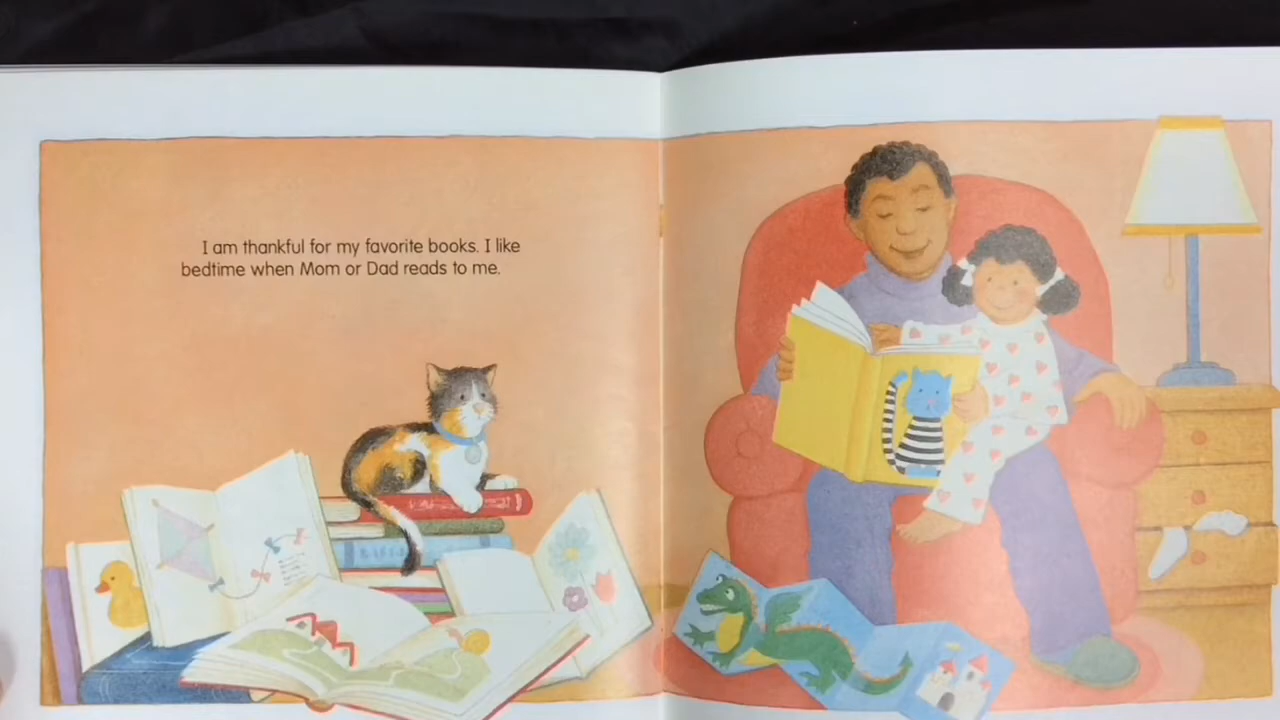 I am thankful for my favorite books. I like
bedtime when Mom or Dad reads to me.